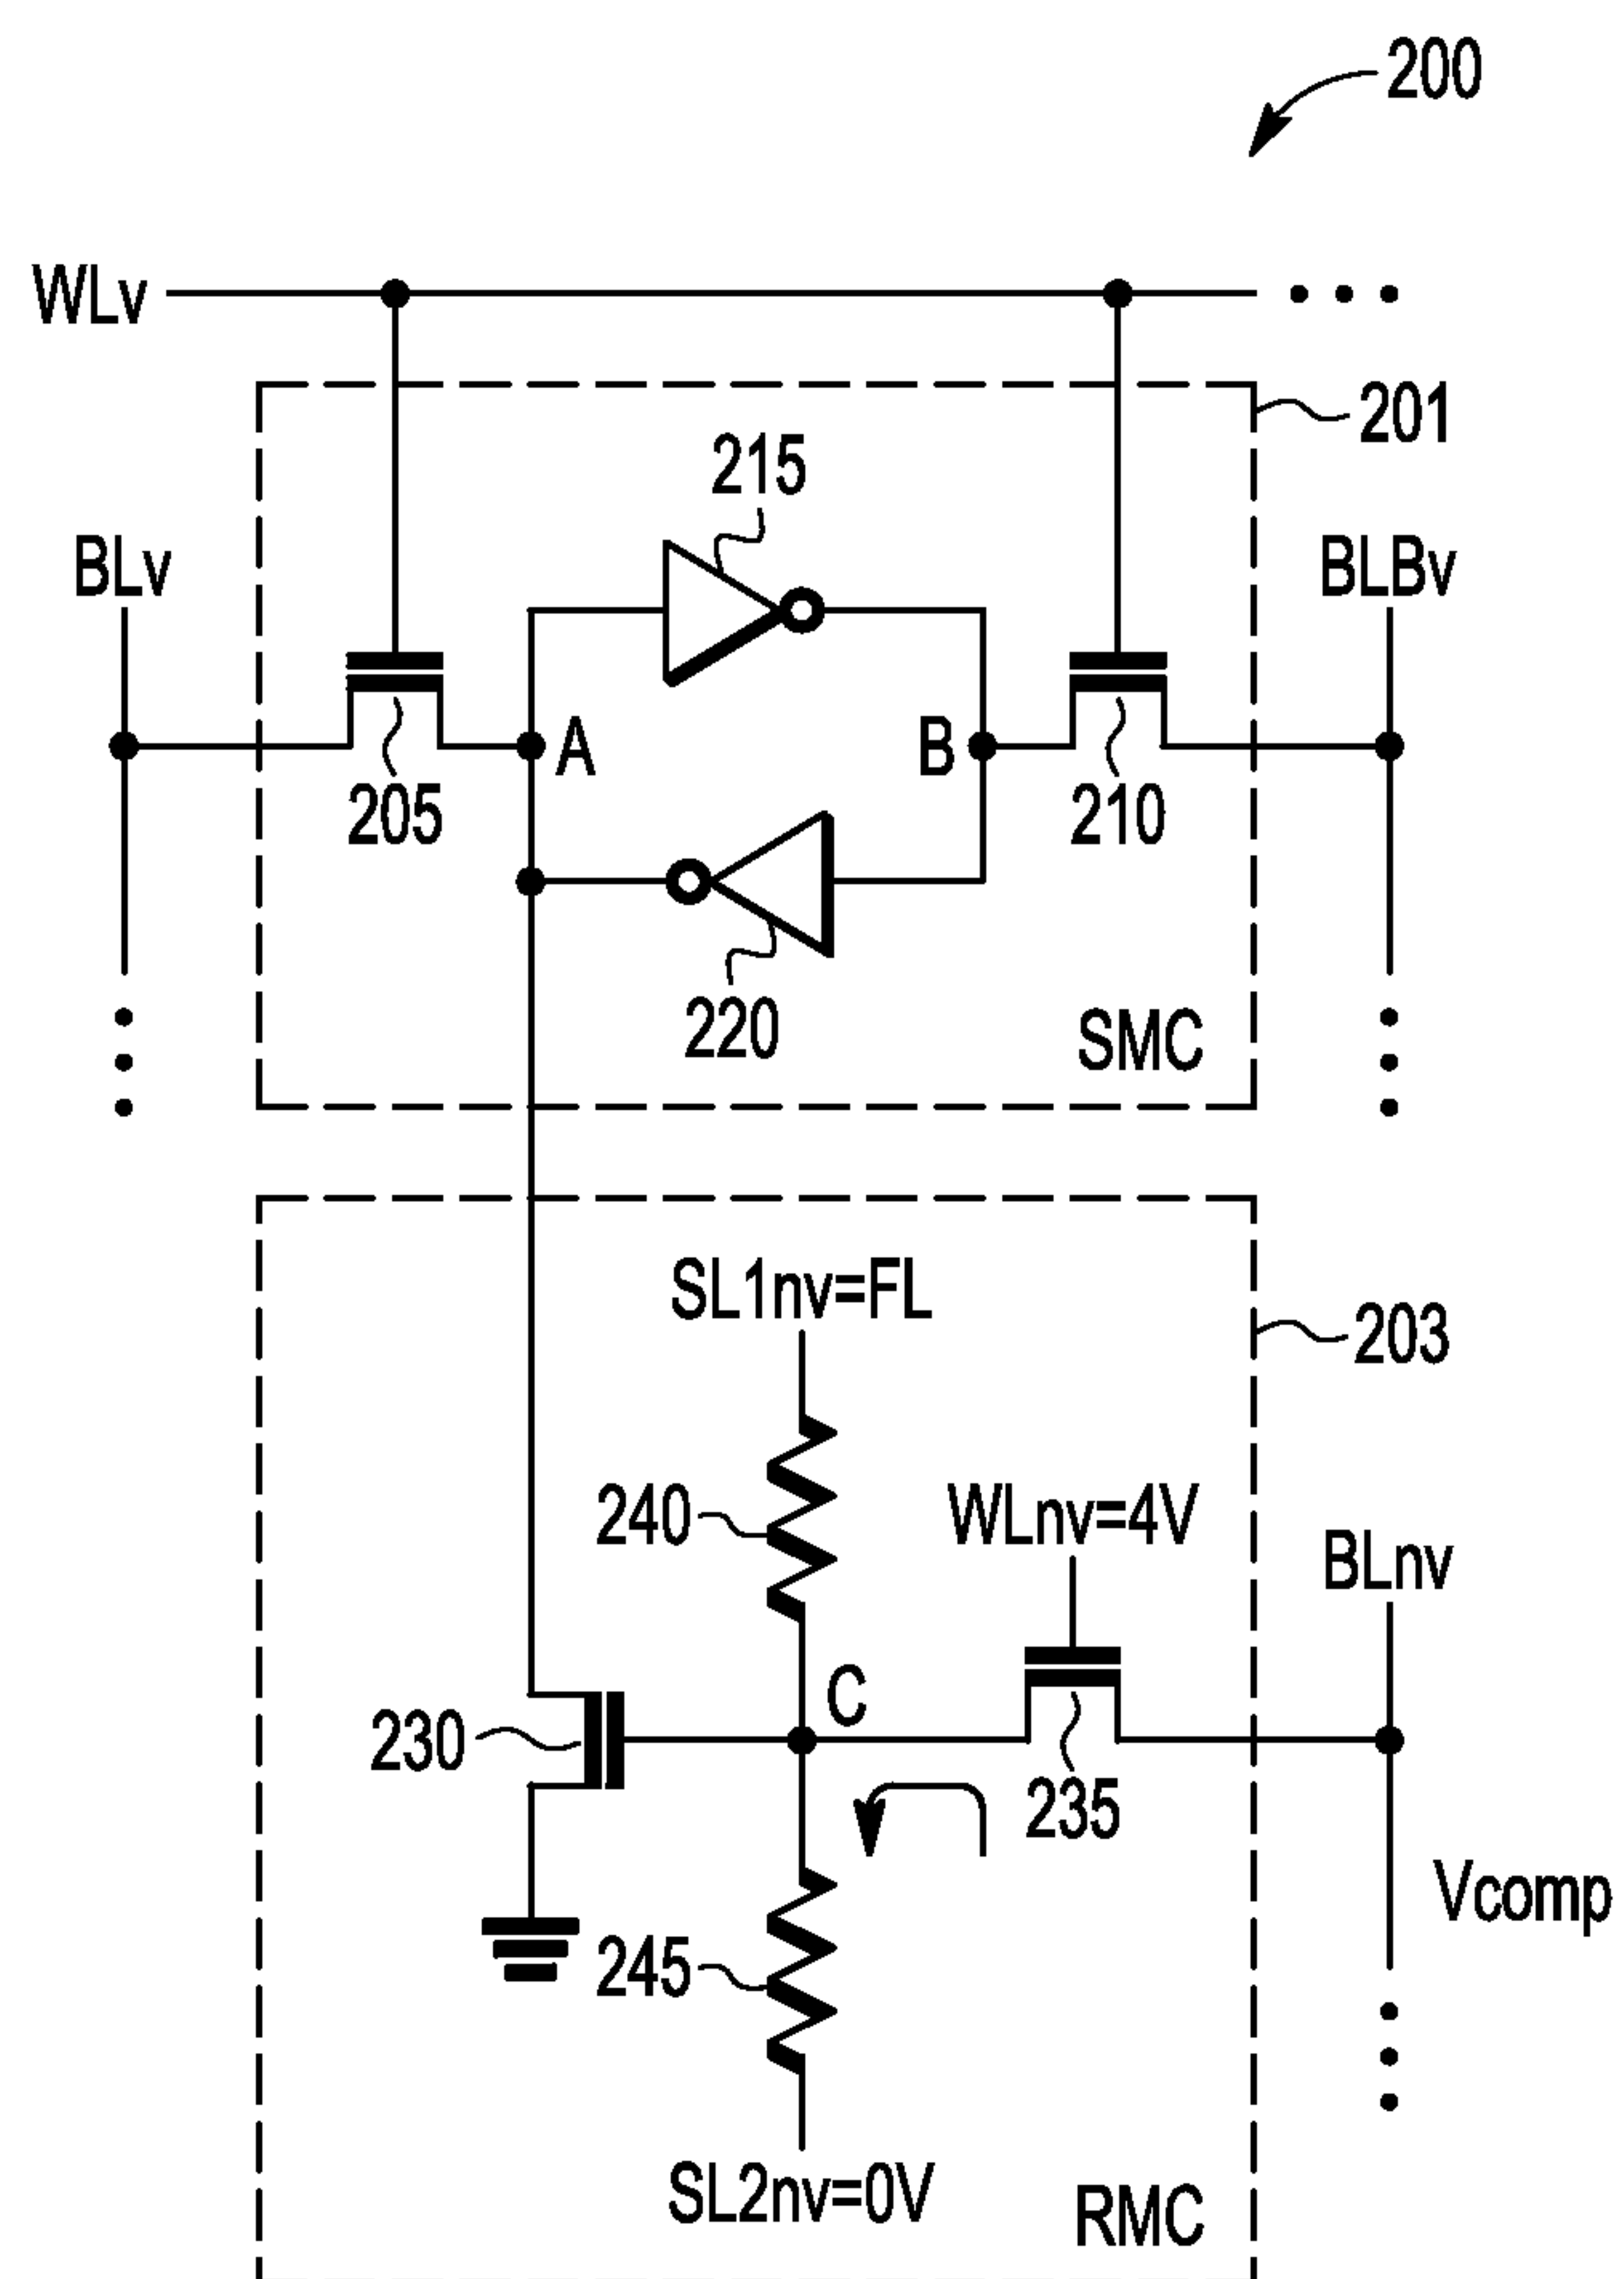 200
WLv
201
215
BLv
BLBv
A
B
205
210
220
SMC
SL1nv=FL
203
240
WLnv=4V
BLnv
C
230
235
Vcomp
245
SL2nv=0V
RMC